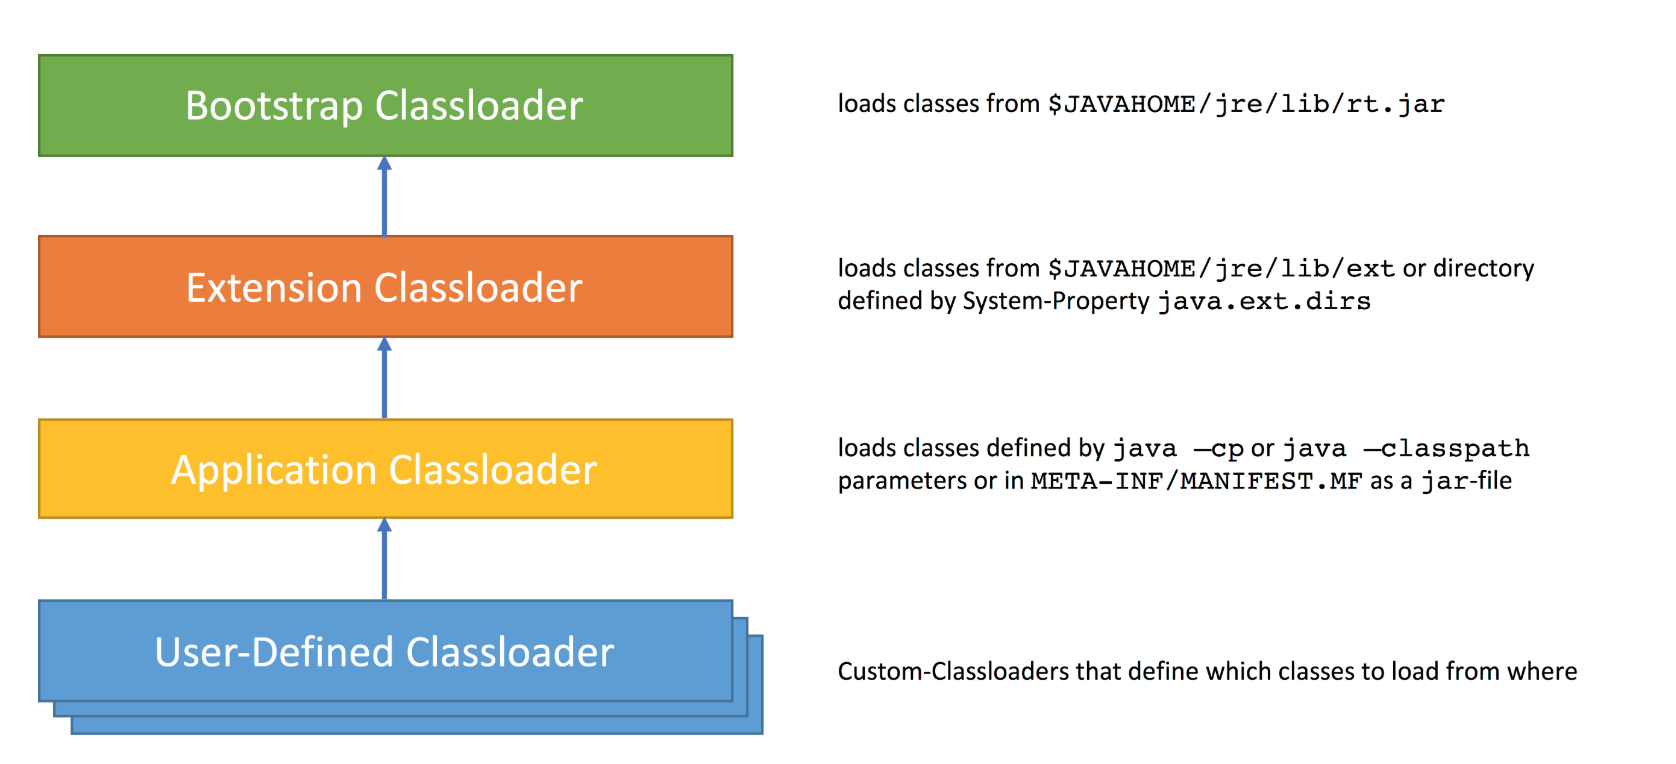 Bootstrap Classloader
loads classes from $JAVAHOME/jre/lib/rt.jar
Extension Classloader
loads classes from $JAVAHOME/jre/lib/ext or directory
defined by System-Property java.ext.dirs
Application Classloader
loads classes defined by java –cp or java –classpath
parameters or in META-INF/MANIFEST.MF as a jar-file
User-Defined Classloader
Custom-Classloaders that define which classes to load from where